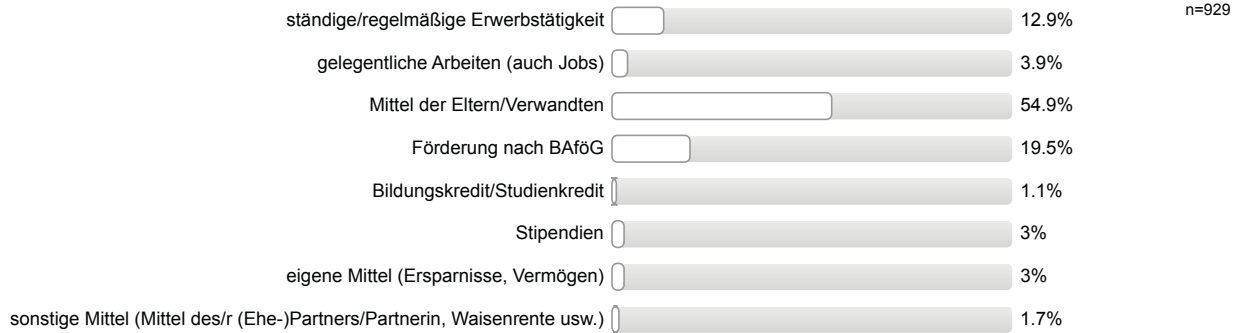 n=929
ständige/regelmäßige Erwerbstätigkeit 12.9%
gelegentliche Arbeiten (auch Jobs) 3.9%
Mittel der Eltern/Verwandten 54.9%
Förderung nach BAföG 19.5%
Bildungskredit/Studienkredit 1.1%
Stipendien 3%
eigene Mittel (Ersparnisse, Vermögen) 3%
sonstige Mittel (Mittel des/r (Ehe-)Partners/Partnerin, Waisenrente usw.) 1.7%